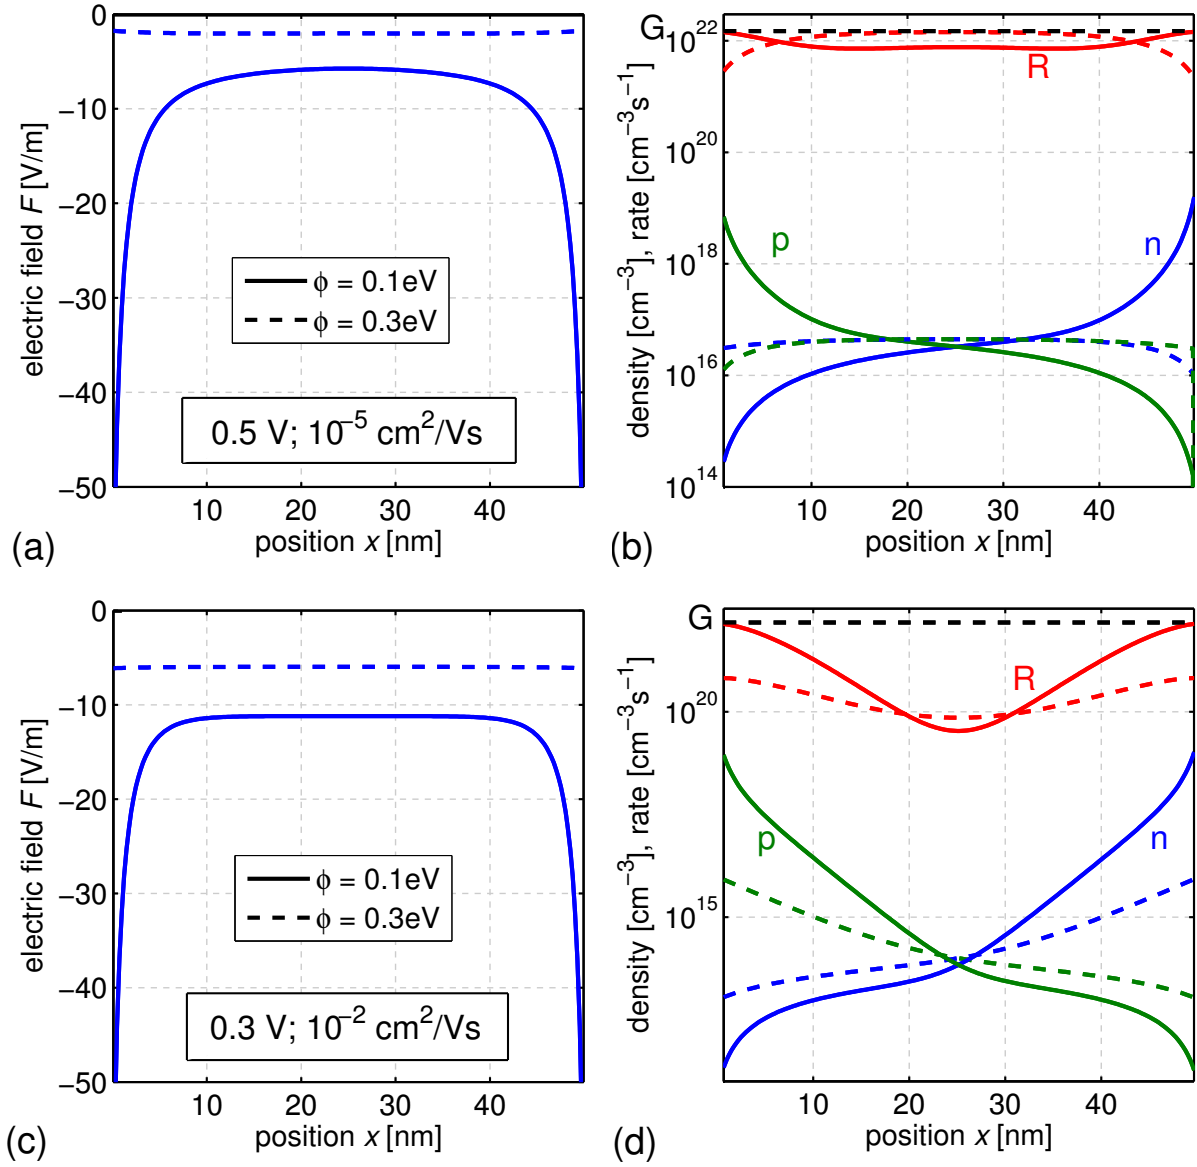 0
−10
−20
−30
−40
−50
10
20
30
40
electric field F [V/m]
position x [nm]
ϕ = 0.1eV
ϕ = 0.3eV
0.5 V; 10⁻⁵ cm²/Vs
(a)
G
10²²
10²⁰
10¹⁸
10¹⁶
10¹⁴
10
20
30
40
density [cm⁻³], rate [cm⁻³s⁻¹]
position x [nm]
R
p
n
(b)
0
−10
−20
−30
−40
−50
10
20
30
40
electric field F [V/m]
position x [nm]
ϕ = 0.1eV
ϕ = 0.3eV
0.3 V; 10⁻² cm²/Vs
(c)
G
10²⁰
10¹⁵
10
20
30
40
density [cm⁻³], rate [cm⁻³s⁻¹]
position x [nm]
R
p
n
(d)